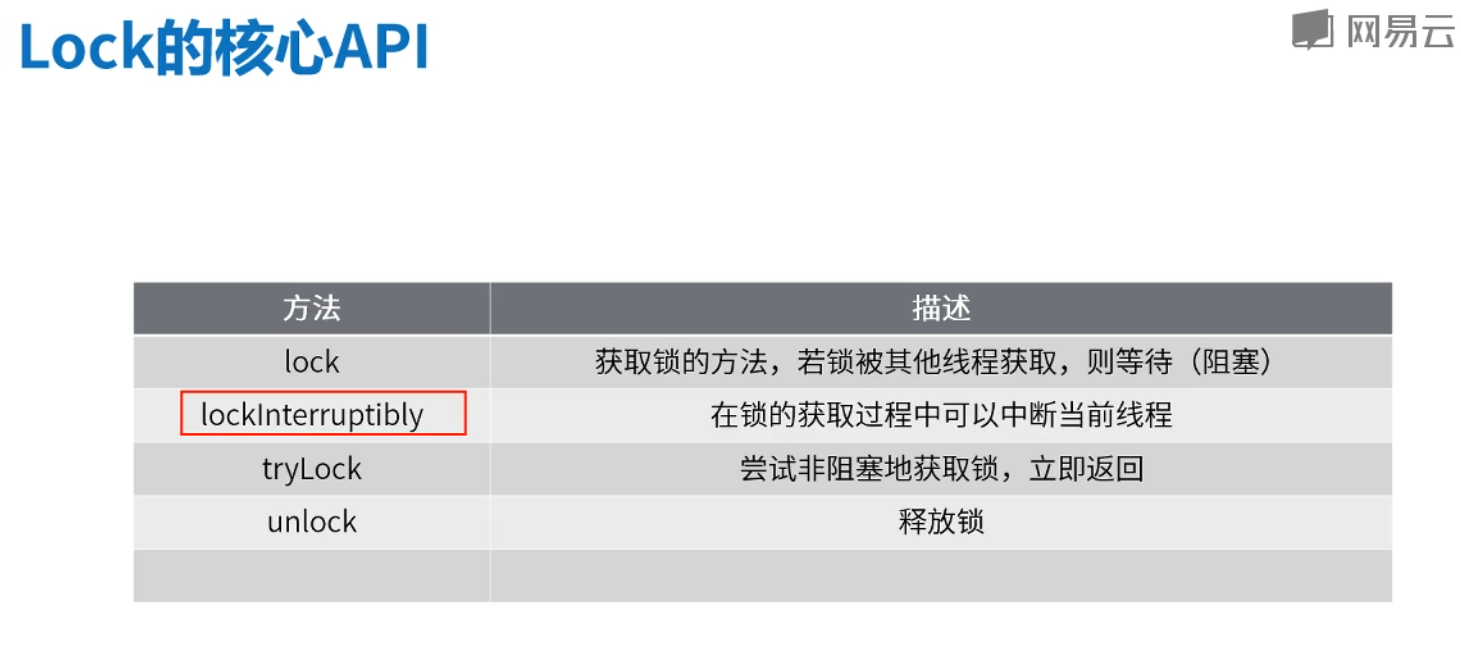 Lock的核心API
网易云
方法 描述
lock 获取锁的方法，若锁被其他线程获取，则等待（阻塞）
lockInterruptibly 在锁的获取过程中可以中断当前线程
tryLock 尝试非阻塞地获取锁，立即返回
unlock 释放锁